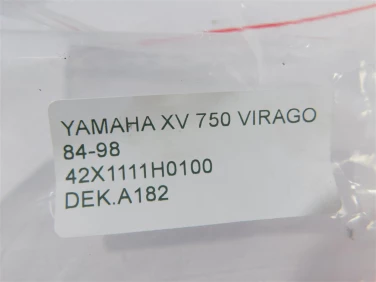 YAMAHA XV 750 VIRAGO
84-98
42X1111H0100
DEK.A182